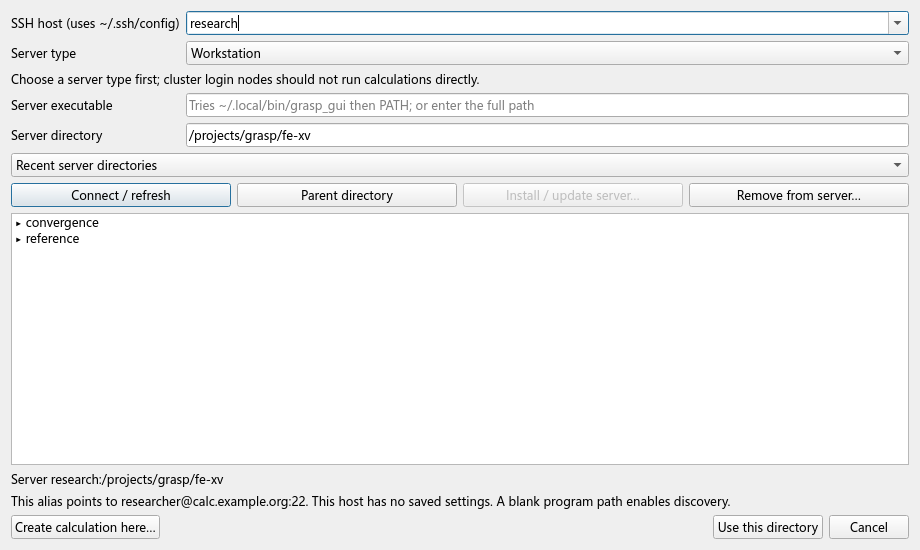 SSH host (uses ~/.ssh/config) research
Server type Workstation
Choose a server type first; cluster login nodes should not run calculations directly.
Server executable Tries ~/.local/bin/grasp_gui then PATH; or enter the full path
Server directory /projects/grasp/fe-xv
Recent server directories
Connect / refresh Parent directory Install / update server... Remove from server...
convergence
reference
Server research:/projects/grasp/fe-xv
This alias points to researcher@calc.example.org:22. This host has no saved settings. A blank program path enables discovery.
Create calculation here... Use this directory Cancel